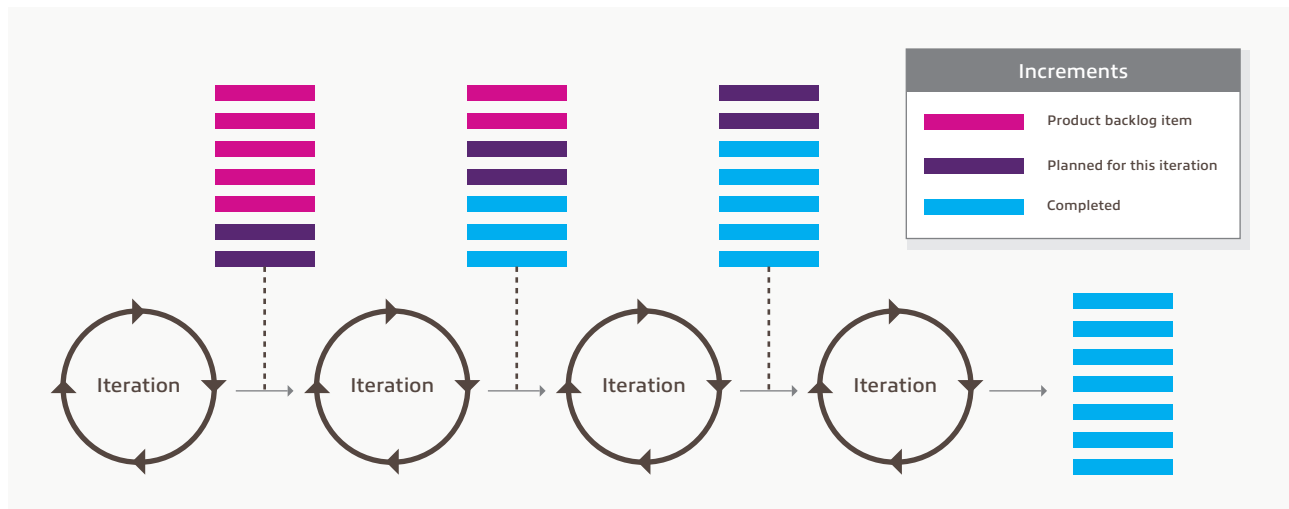 Increments
Product backlog item
Planned for this iteration
Completed
Iteration
Iteration
Iteration
Iteration